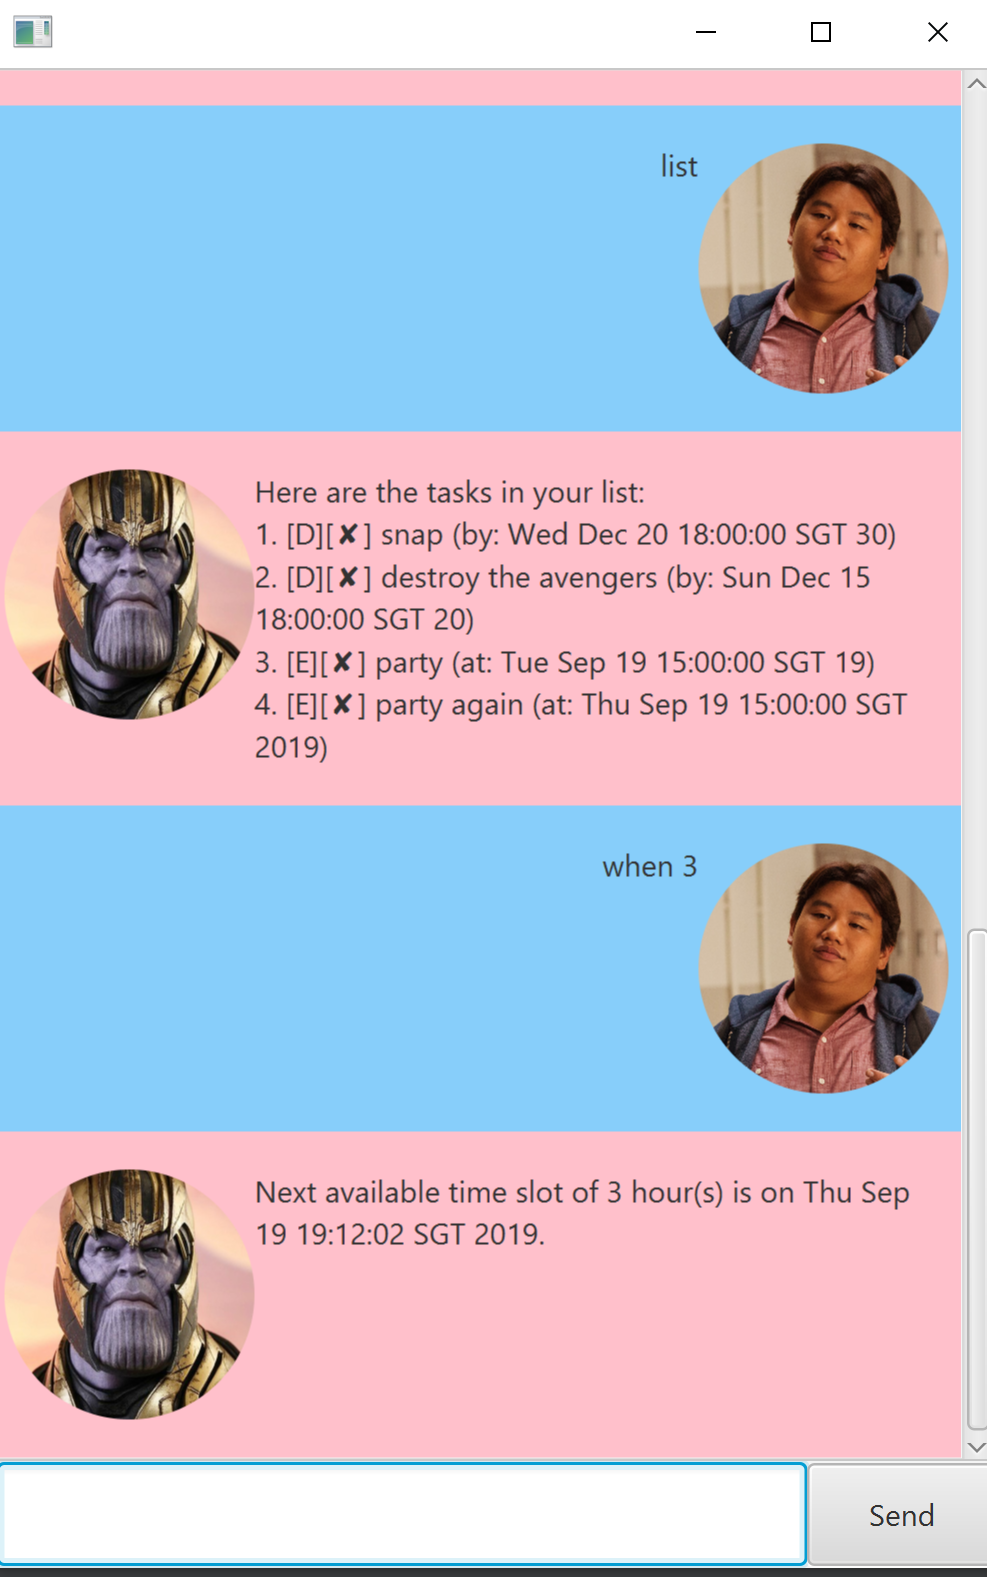 list
Here are the tasks in your list:
1. [D][✘] snap (by: Wed Dec 20 18:00:00 SGT 30)
2. [D][✘] destroy the avengers (by: Sun Dec 15
18:00:00 SGT 20)
3. [E][✘] party (at: Tue Sep 19 15:00:00 SGT 19)
4. [E][✘] party again (at: Thu Sep 19 15:00:00 SGT
2019)
when 3
Next available time slot of 3 hour(s) is on Thu Sep
19 19:12:02 SGT 2019.
Send